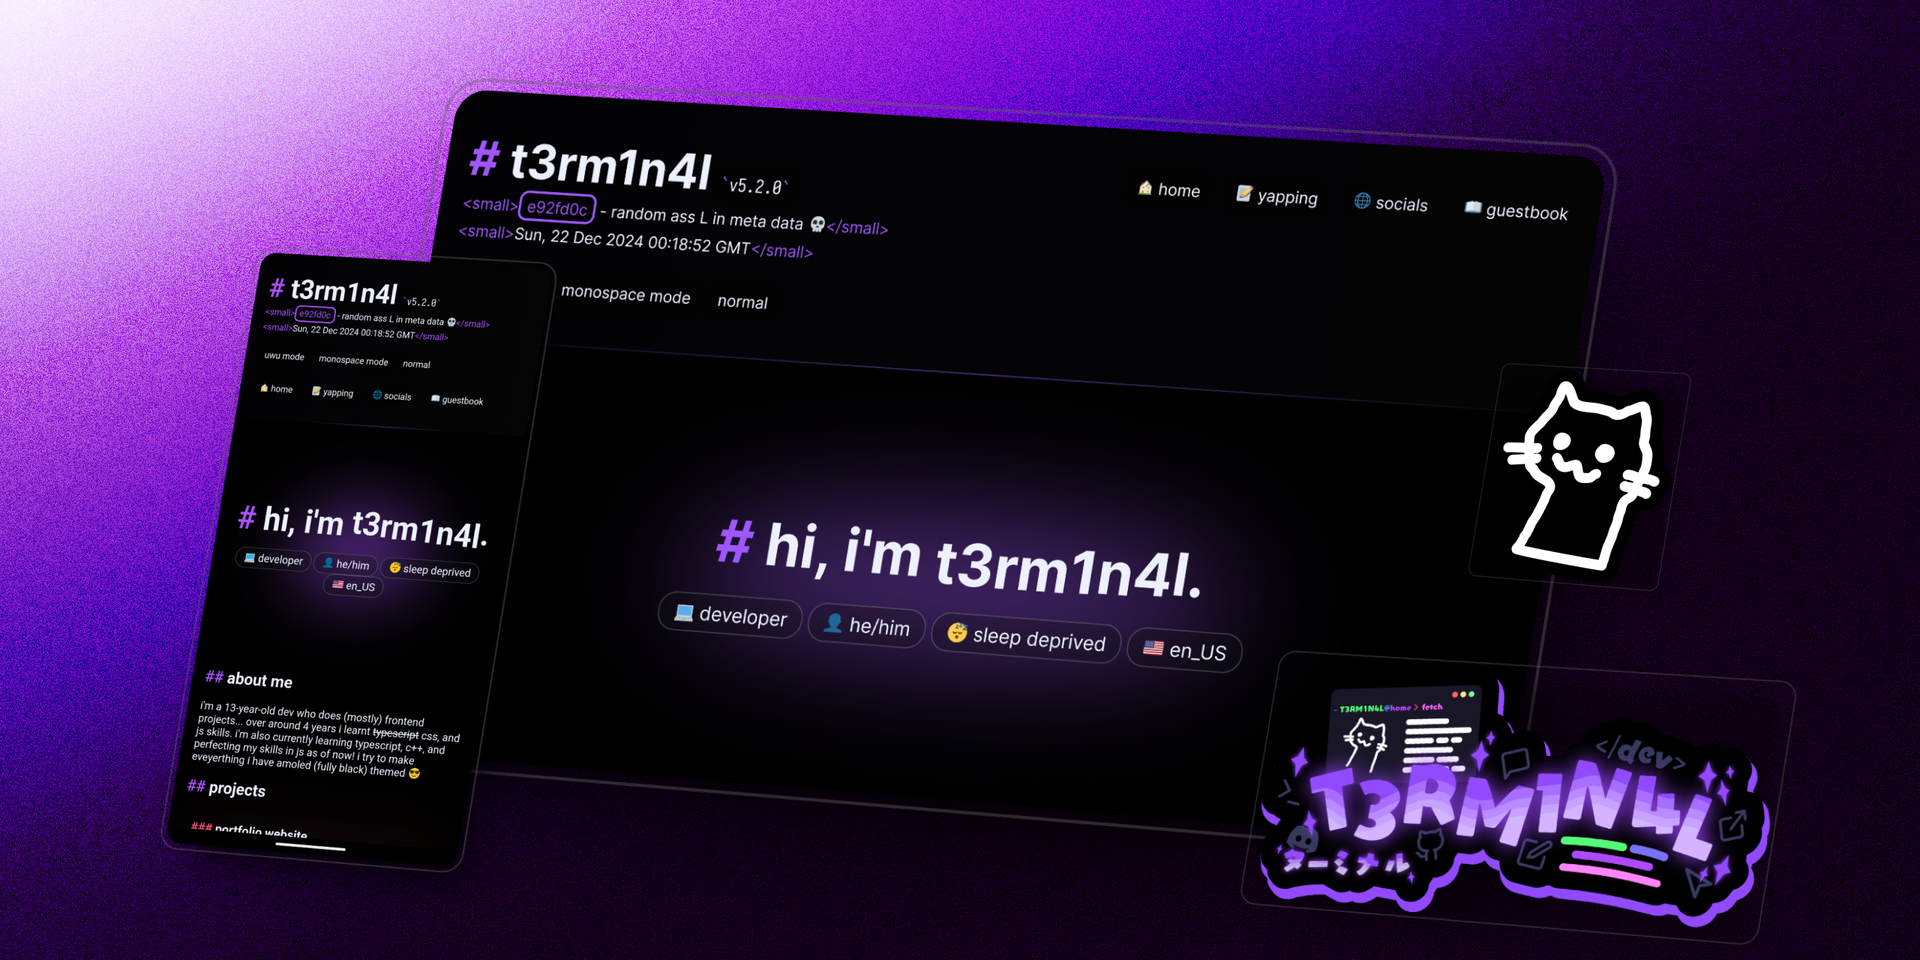 # t3rm1n4l `v5.2.0`
<small>e92fd0c - random ass L in meta data 💀</small>
<small>Sun, 22 Dec 2024 00:18:52 GMT</small>
🏠 home 📝 yapping 🌐 socials 📖 guestbook
monospace mode normal
# hi, i'm t3rm1n4l.
💻 developer 👤 he/him 😴 sleep deprived 🇺🇸 en_US
# t3rm1n4l `v5.2.0`
<small>e92fd0c - random ass L in meta data 💀</small>
<small>Sun, 22 Dec 2024 00:18:52 GMT</small>
uwu mode monospace mode normal
🏠 home 📝 yapping 🌐 socials 📖 guestbook
# hi, i'm t3rm1n4l.
💻 developer 👤 he/him 😴 sleep deprived
🇺🇸 en_US
## about me
i'm a 13-year-old dev who does (mostly) frontend
projects... over around 4 years i learnt typescript css, and
js skills. i'm also currently learning typescript, c++, and
perfecting my skills in js as of now! i try to make
eveyerthing i have amoled (fully black) themed 😎
## projects
### portfolio website
~ T3RM1N4L@home > fetch
</dev>
T3RM1N4L
ターミナル